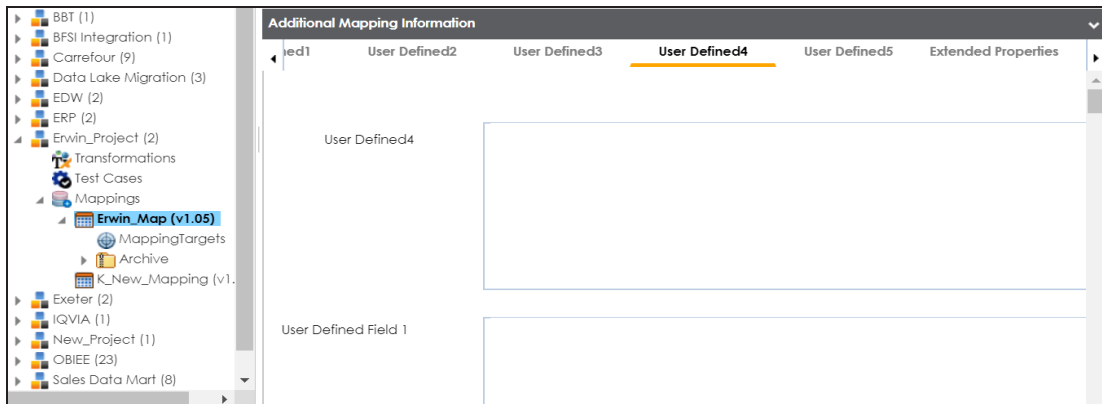 BBT (1)
BFSI Integration (1)
Carrefour (9)
Data Lake Migration (3)
EDW (2)
ERP (2)
Erwin_Project (2)
Transformations
Test Cases
Mappings
Erwin_Map (v1.05)
MappingTargets
Archive
K_New_Mapping (v1.
Exeter (2)
IQVIA (1)
New_Project (1)
OBIEE (23)
Sales Data Mart (8)
Additional Mapping Information
ned1 User Defined2 User Defined3 User Defined4 User Defined5 Extended Properties
User Defined4
User Defined Field 1